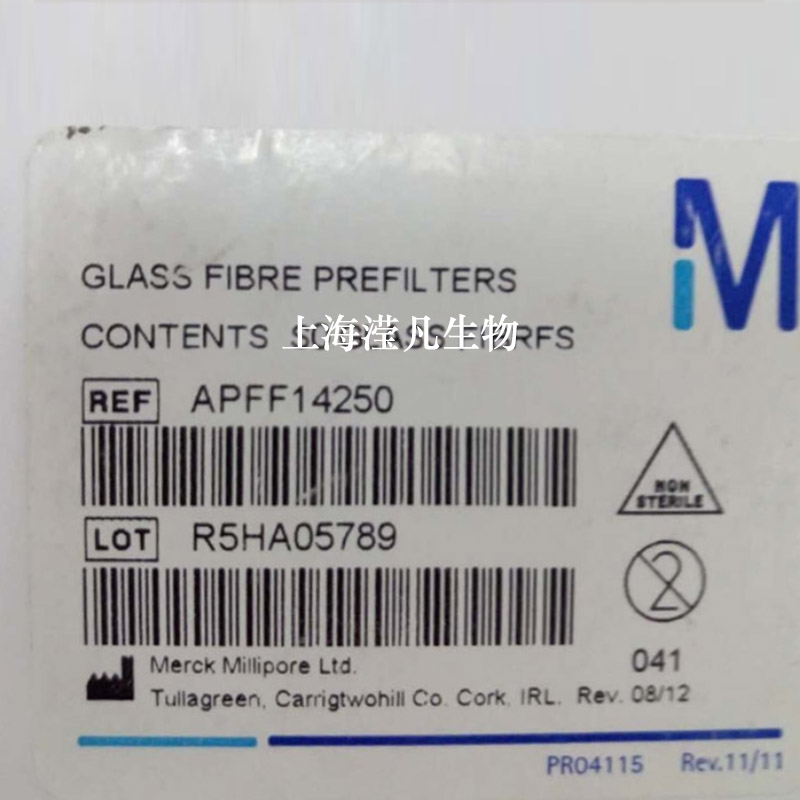 M
GLASS FIBRE PREFILTERS
CONTENTS
上海滢凡生物
REF APFF14250
NON
STERILE
LOT R5HA05789
2
Merck Millipore Ltd.
041
Tullagreen, Carrigtwohill Co. Cork, IRL. Rev. 08/12
PR04115 Rev.11/11